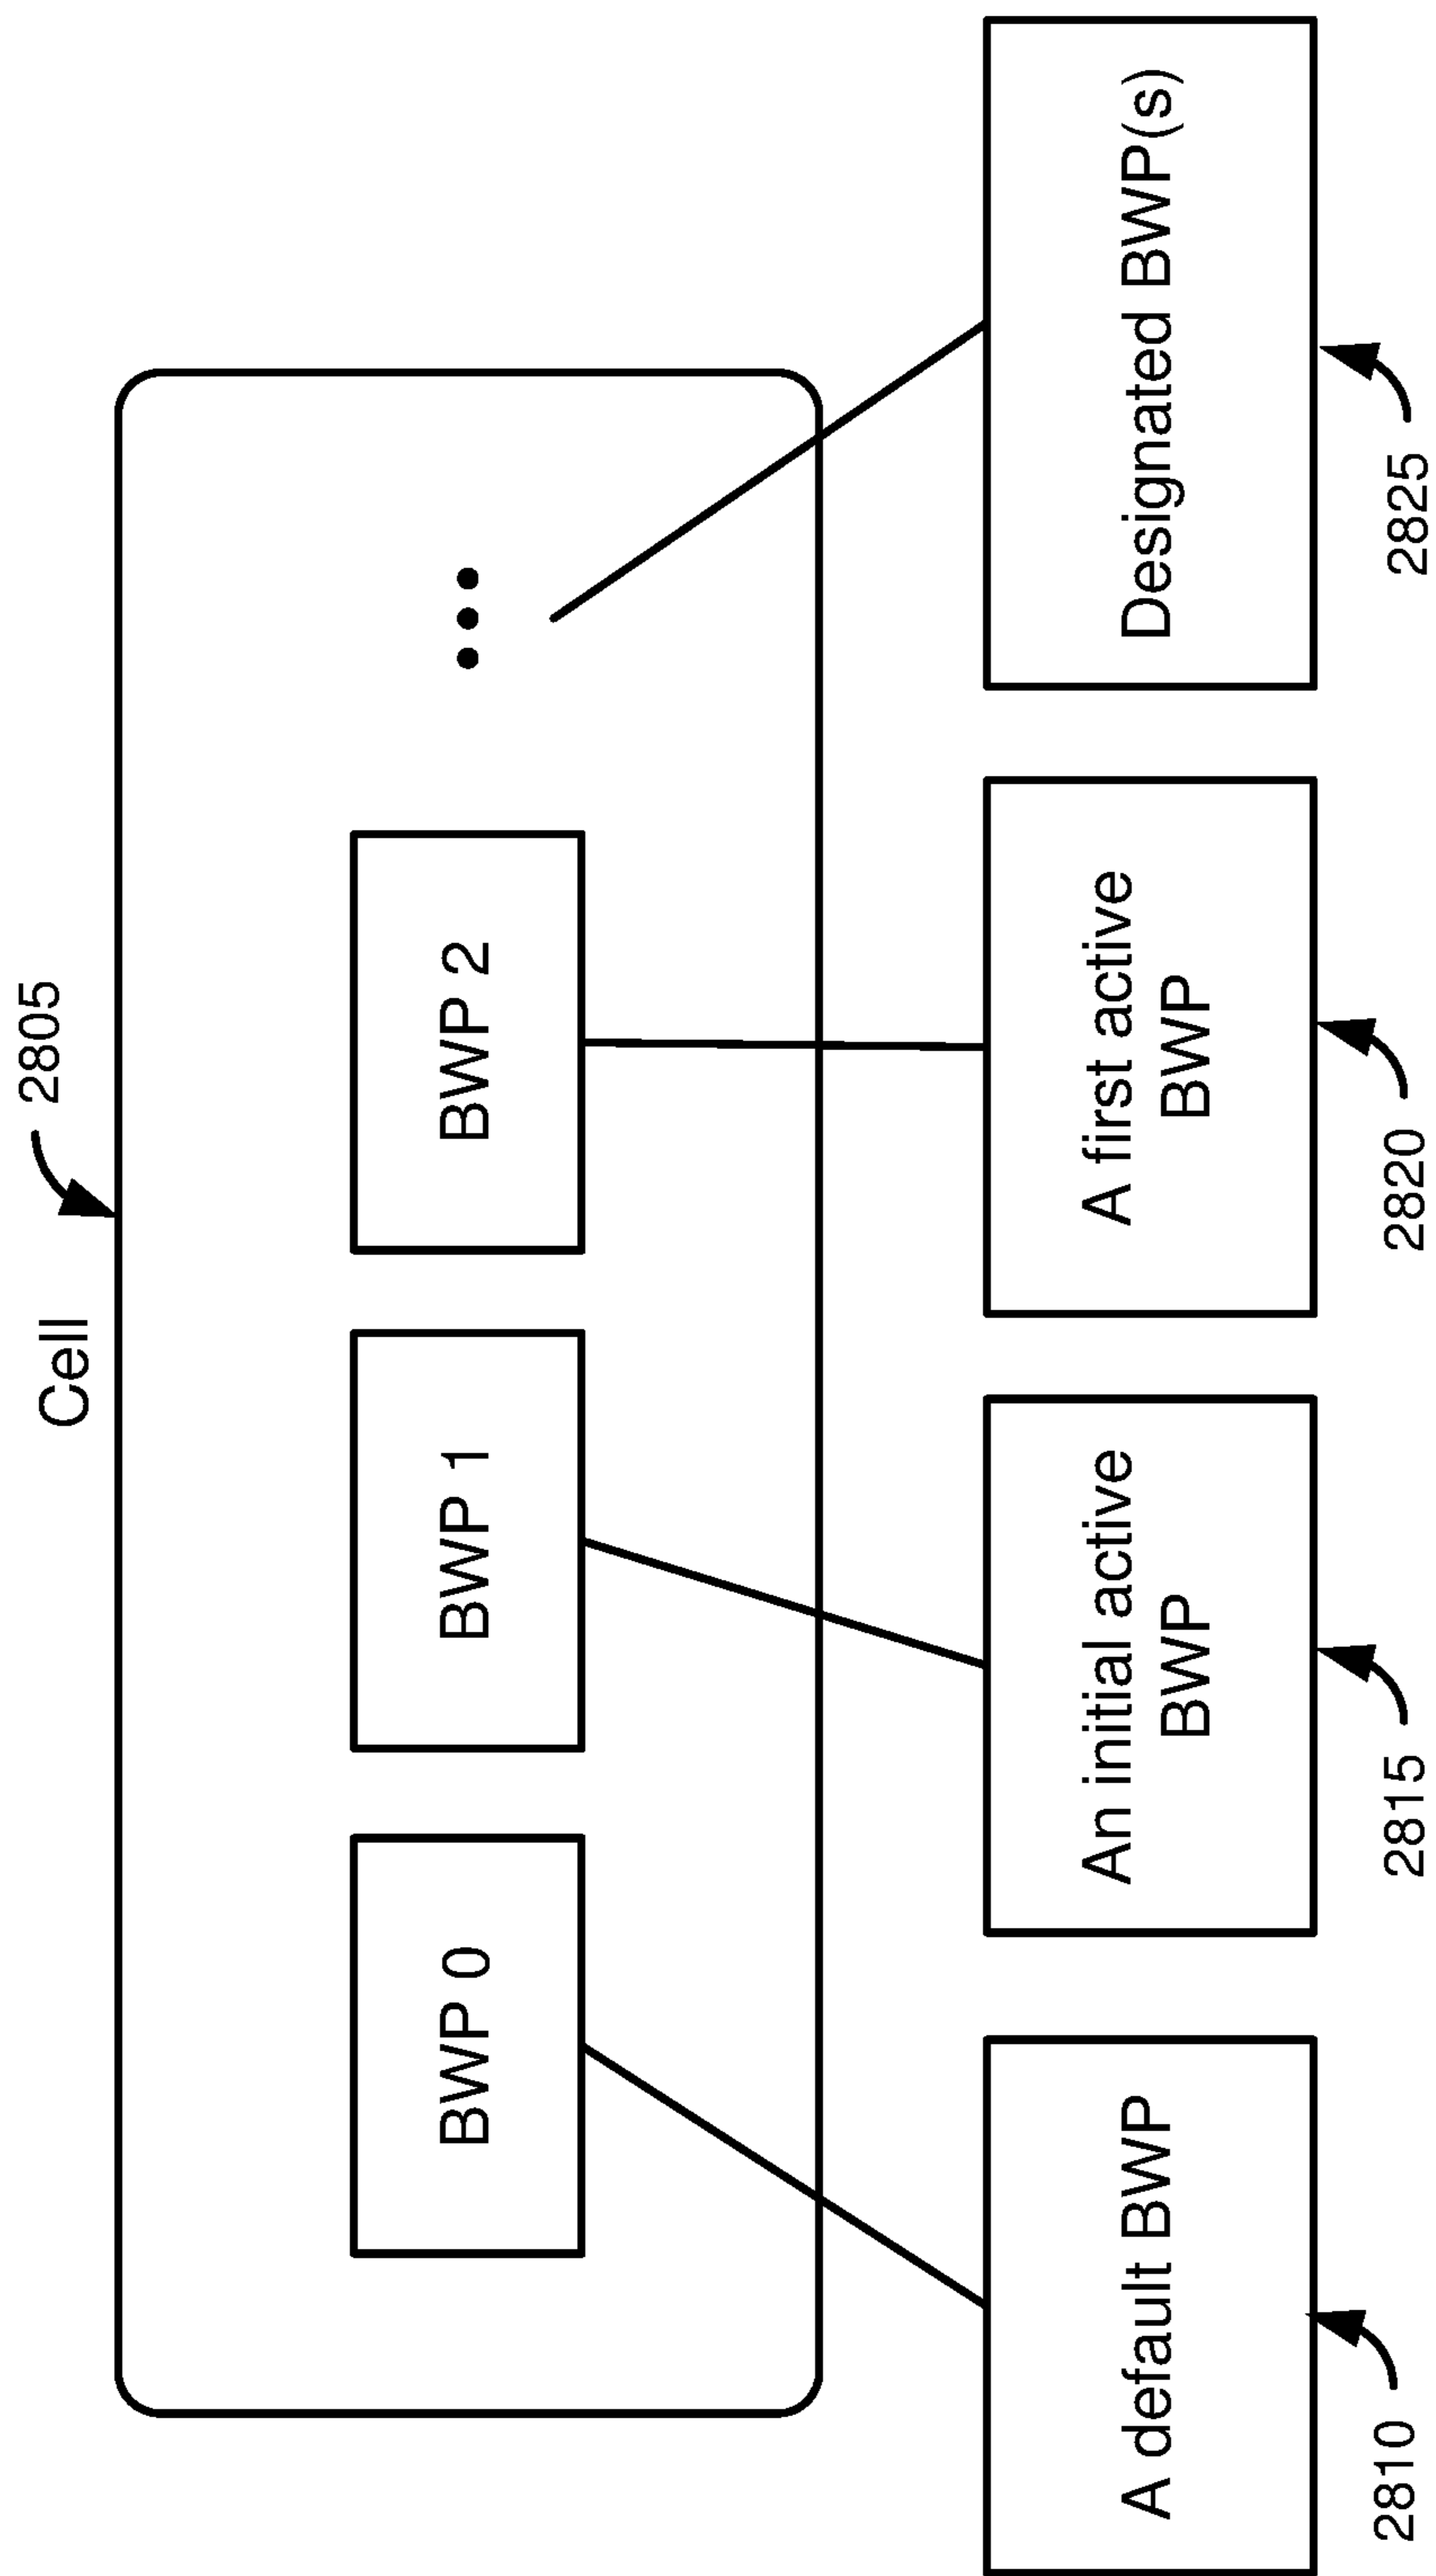 Cell
2805
BWP 0
BWP 1
BWP 2
A default BWP
An initial active
BWP
A first active
BWP
Designated BWP(s)
2810
2815
2820
2825